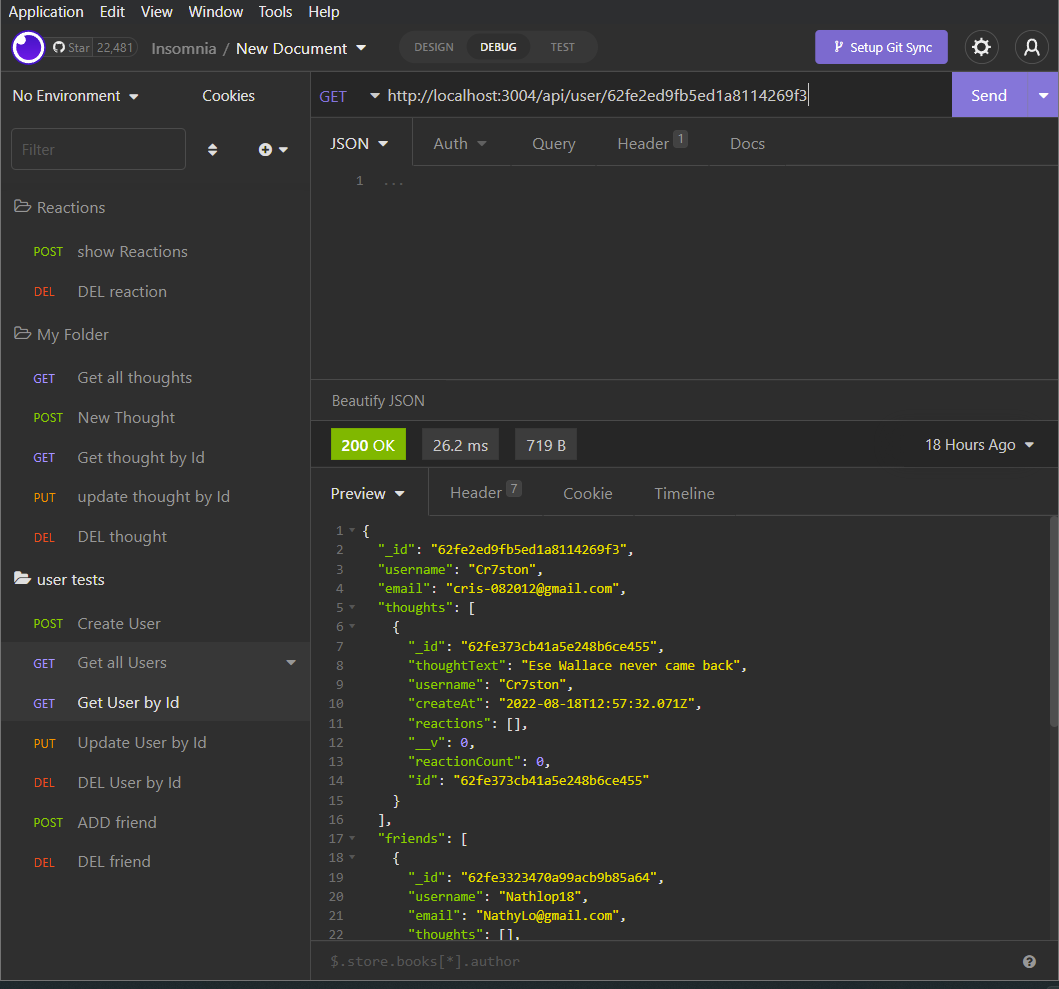 Application Edit View Window Tools Help
Star 22,481 Insomnia / New Document DESIGN DEBUG TEST Setup Git Sync
No Environment Cookies
Filter
Reactions
POST show Reactions
DEL DEL reaction
My Folder
GET Get all thoughts
POST New Thought
GET Get thought by Id
PUT update thought by Id
DEL DEL thought
user tests
POST Create User
GET Get all Users
GET Get User by Id
PUT Update User by Id
DEL DEL User by Id
POST ADD friend
DEL DEL friend
GET http://localhost:3004/api/user/62fe2ed9fb5ed1a8114269f3 Send
JSON Auth Query Header 1 Docs
1 ...
Beautify JSON
200 OK 26.2 ms 719 B 18 Hours Ago
Preview Header 7 Cookie Timeline
1 {
2 "_id": "62fe2ed9fb5ed1a8114269f3",
3 "username": "Cr7ston",
4 "email": "cris-082012@gmail.com",
5 "thoughts": [
6 {
7 "_id": "62fe373cb41a5e248b6ce455",
8 "thoughtText": "Ese Wallace never came back",
9 "username": "Cr7ston",
10 "createAt": "2022-08-18T12:57:32.071Z",
11 "reactions": [],
12 "__v": 0,
13 "reactionCount": 0,
14 "id": "62fe373cb41a5e248b6ce455"
15 }
16 ],
17 "friends": [
18 {
19 "_id": "62fe3323470a99acb9b85a64",
20 "username": "Nathlop18",
21 "email": "NathyLo@gmail.com",
22 "thoughts": [],
$.store.books[*].author